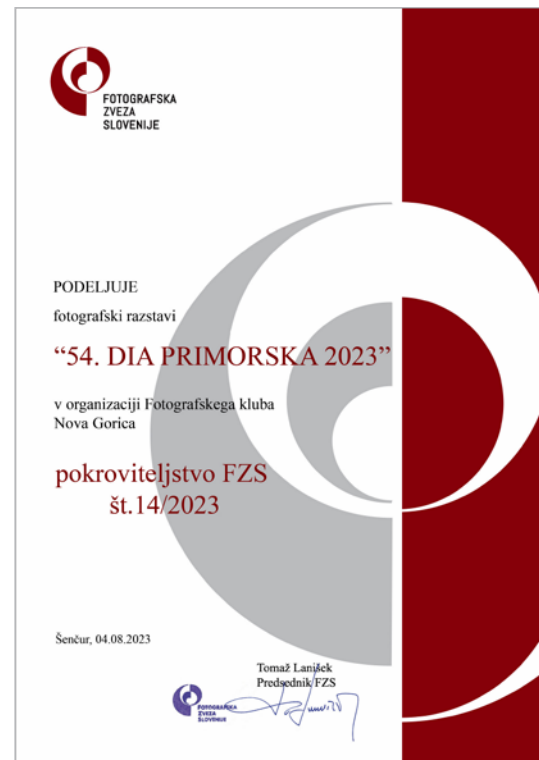 FOTOGRAFSKA
ZVEZA
SLOVENIJE
PODELJUJE
fotografski razstavi
“54. DIA PRIMORSKA 2023”
v organizaciji Fotografskega kluba
Nova Gorica
pokroviteljstvo FZS
št.14/2023
Šenčur, 04.08.2023
Tomaž Lanišek
Predsednik FZS
FOTOGRAFSKA
ZVEZA
SLOVENIJE